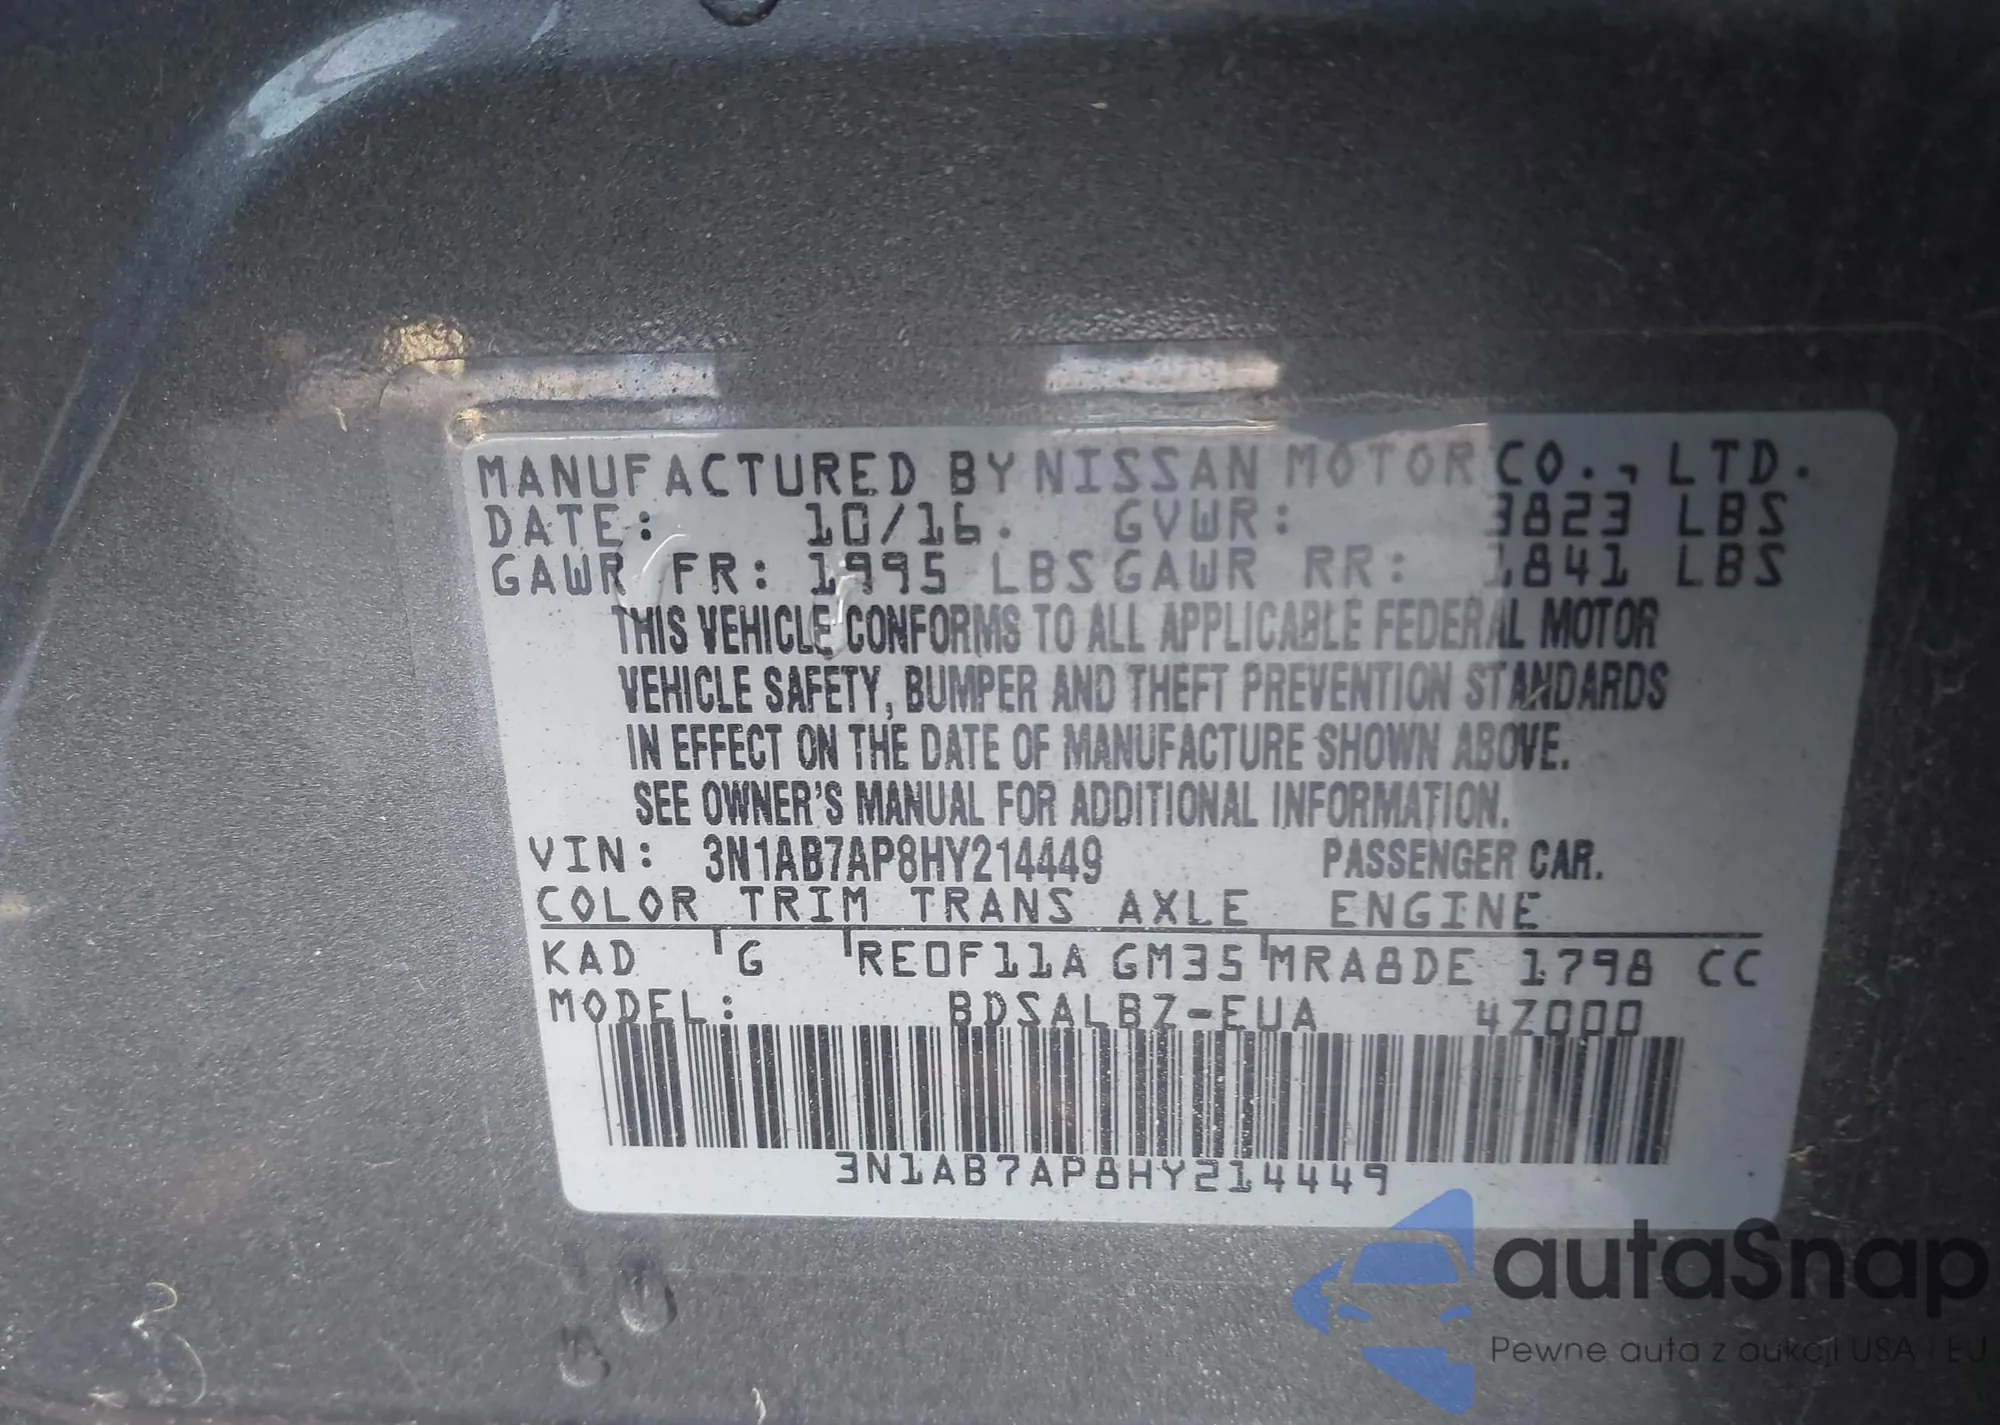 MANUFACTURED BY NISSAN MOTOR CO., LTD.
DATE: 10/16. GVWR: 3823 LBS
GAWR FR: 1995 LBS GAWR RR: 1841 LBS
THIS VEHICLE CONFORMS TO ALL APPLICABLE FEDERAL MOTOR
VEHICLE SAFETY, BUMPER AND THEFT PREVENTION STANDARDS
IN EFFECT ON THE DATE OF MANUFACTURE SHOWN ABOVE.
SEE OWNER'S MANUAL FOR ADDITIONAL INFORMATION.
VIN: 3N1AB7AP8HY214449 PASSENGER CAR.
COLOR TRIM TRANS AXLE ENGINE
KAD G RE0F11A GM35 MRA8DE 1798 CC
MODEL: BDSALBZ-EUA 4Z000
3N1AB7AP8HY214449
autaSnap
Pewne auta z aukcji USA i EU